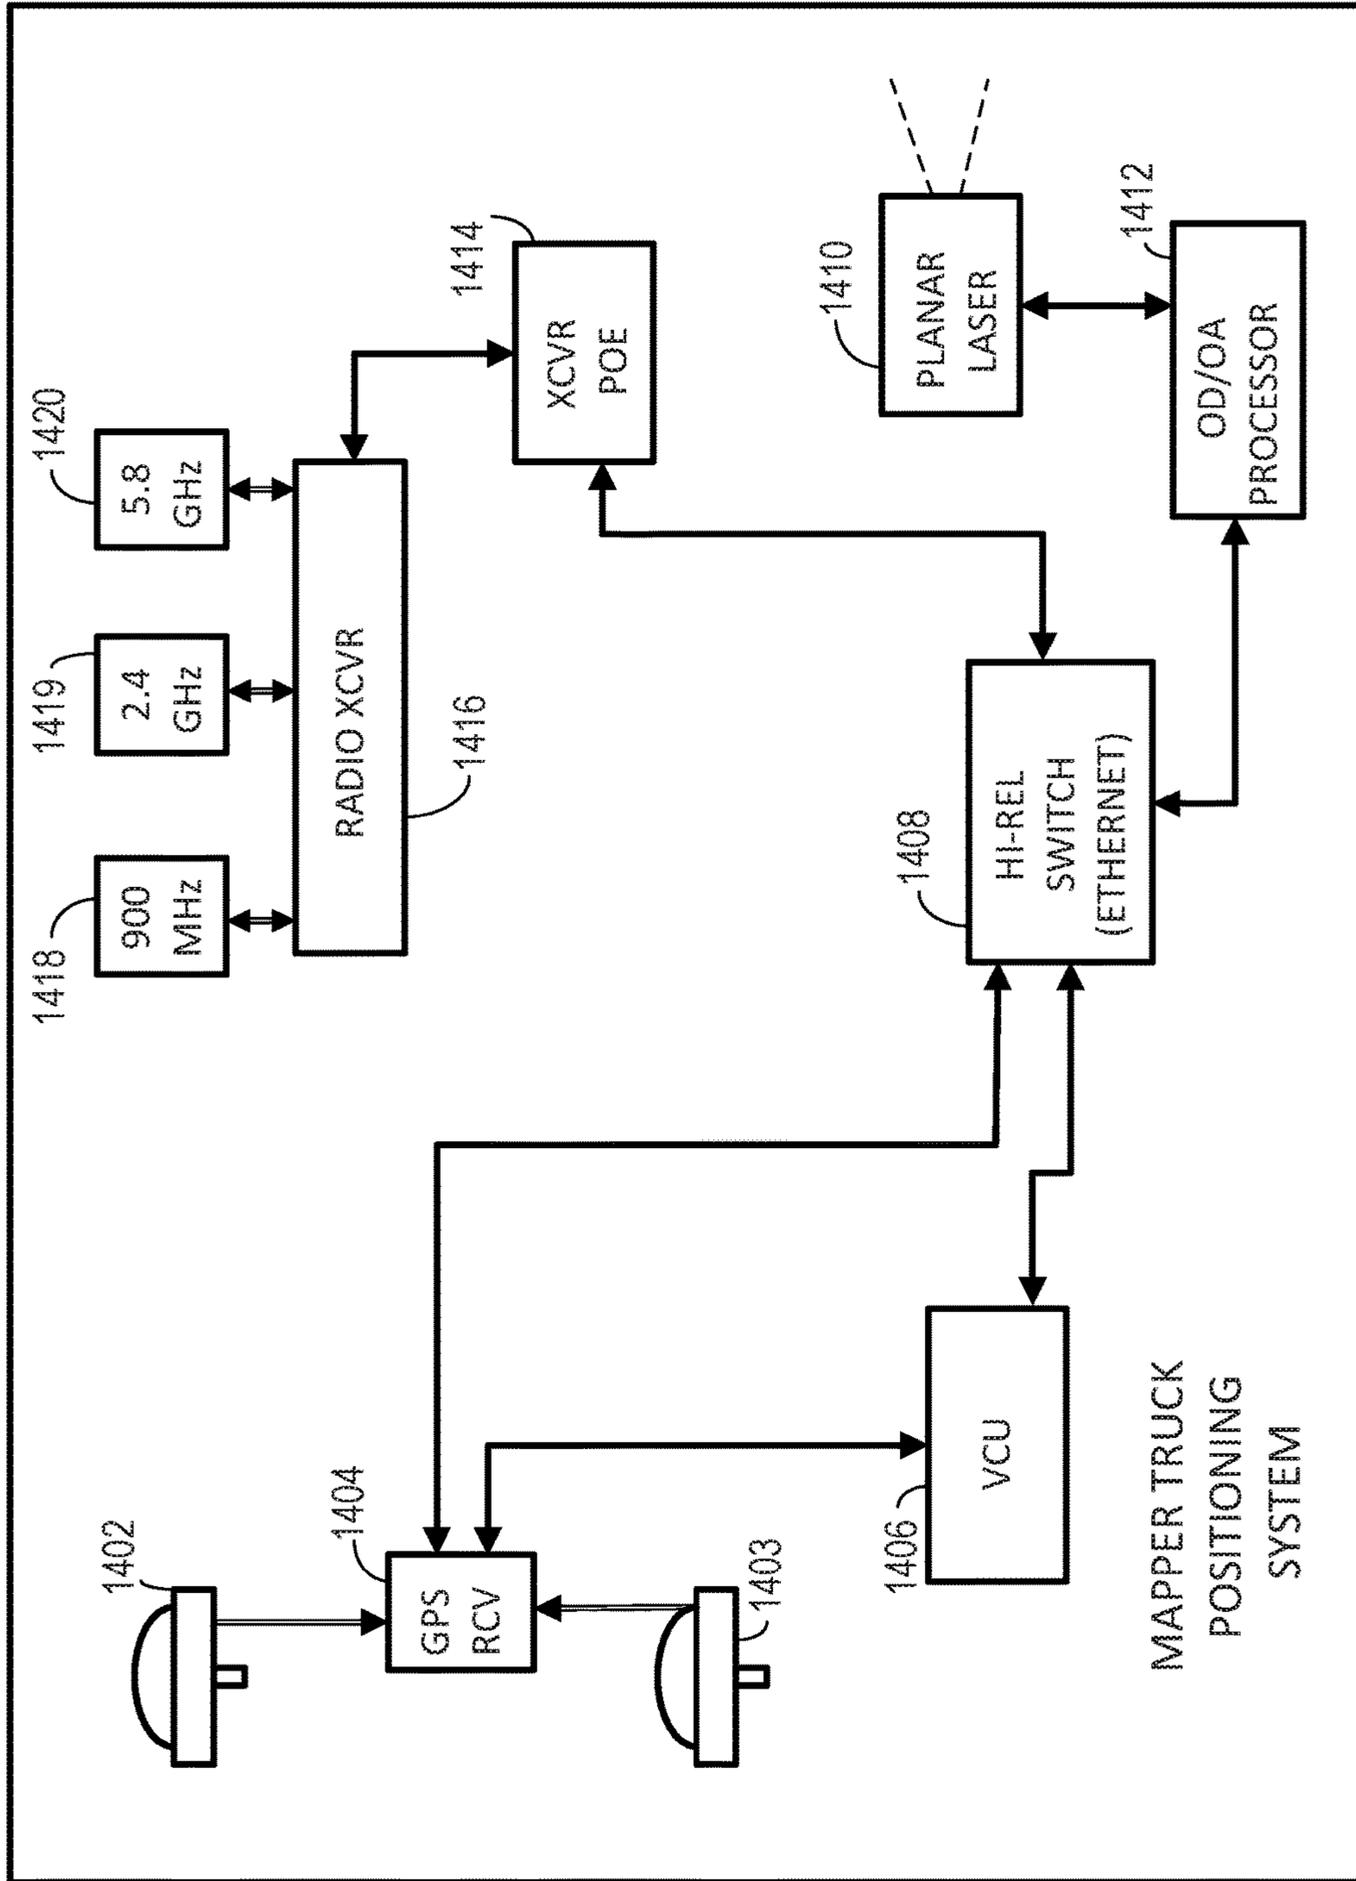 1402
1404
GPS
RCV
1403
1406
VCU
MAPPER TRUCK
POSITIONING
SYSTEM
1418
900
MHz
1419
2.4
GHz
1420
5.8
GHz
RADIO XCVR
1416
1414
XCVR
POE
1408
HI-REL
SWITCH
(ETHERNET)
1410
PLANAR
LASER
1412
OD/OA
PROCESSOR